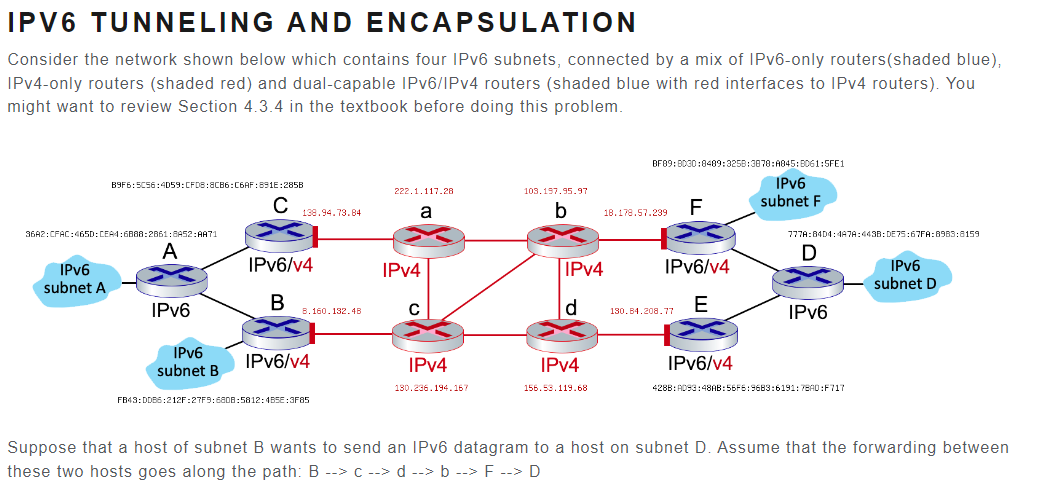 IPV6 TUNNELING AND ENCAPSULATION
Consider the network shown below which contains four IPv6 subnets, connected by a mix of IPv6-only routers(shaded blue),
IPv4-only routers (shaded red) and dual-capable IPv6/IPv4 routers (shaded blue with red interfaces to IPv4 routers). You
might want to review Section 4.3.4 in the textbook before doing this problem.
BF89:8D3D:8489:325B:3B78:A845:BD61:5FE1
IPv6
subnet F
B9F6:5C56:4D59:CFD8:8CB6:C6AF:891E:285B
222.1.117.28
103.197.95.97
C
138.94.73.84
a
b
18.178.57.239
F
36A2:CFAC:465D:CEA4:6B88:2861:8A52:AA71
777A:84D4:4A7A:443B:DE75:67FA:89B3:8159
A
IPv6/v4
IPv4
IPv4
IPv6/v4
D
IPv6
subnet A
IPv6
subnet D
IPv6
IPv6
B
8.160.132.48
c
d
130.84.208.77
E
IPv6
subnet B
IPv6/v4
IPv4
IPv4
IPv6/v4
130.236.194.167
156.53.119.68
428B:AD93:48AB:56F6:96B3:6191:7BAD:F717
FB43:DD86:212F:27F9:68DB:5812:4B5E:3F85
Suppose that a host of subnet B wants to send an IPv6 datagram to a host on subnet D. Assume that the forwarding between
these two hosts goes along the path: B --> c --> d --> b --> F --> D